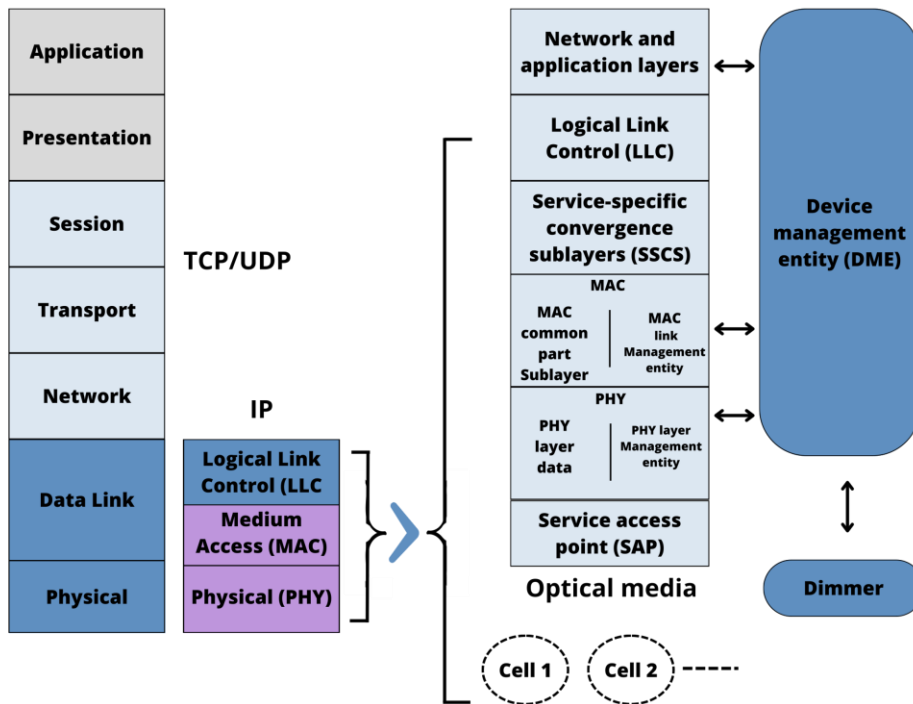 Application
Presentation
Session
Transport
Network
Data Link
Physical
TCP/UDP
IP
Logical Link
Control (LLC
Medium
Access (MAC)
Physical (PHY)
Network and
application layers
Logical Link
Control (LLC)
Service-specific
convergence
sublayers (SSCS)
MAC
MAC
common
part
Sublayer
MAC
link
Management
entity
PHY
PHY
layer
data
PHY layer
Management
entity
Service access
point (SAP)
Optical media
Cell 1
Cell 2
Device
management
entity (DME)
Dimmer